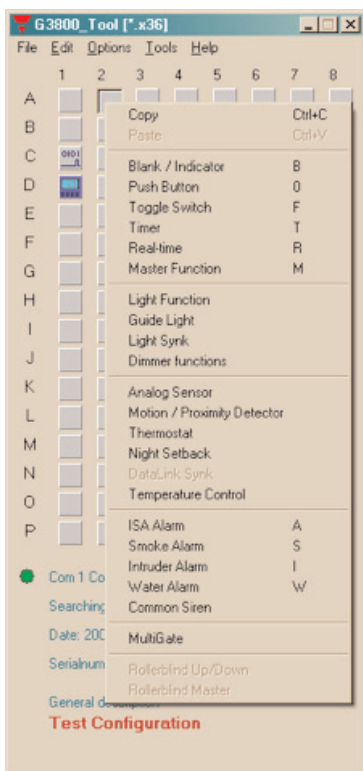 G3800_Tool [*.x36]
File Edit Options Tools Help
1 2 3 4 5 6 7 8
A
B
C
D
E
F
G
H
I
J
K
L
M
N
O
P
Copy Ctrl+C
Paste Ctrl+V
Blank / Indicator B
Push Button 0
Toggle Switch F
Timer T
Real-time R
Master Function M
Light Function
Guide Light
Light Synk
Dimmer functions
Analog Sensor
Motion / Proximity Detector
Thermostat
Night Setback
DataLink Synk
Temperature Control
ISA Alarm A
Smoke Alarm S
Intruder Alarm I
Water Alarm W
Common Siren
MultiGate
Rollerblind Up/Down
Rollerblind Master
Com 1 Co
Searching
Date: 200
Serialnum
General
Test Configuration